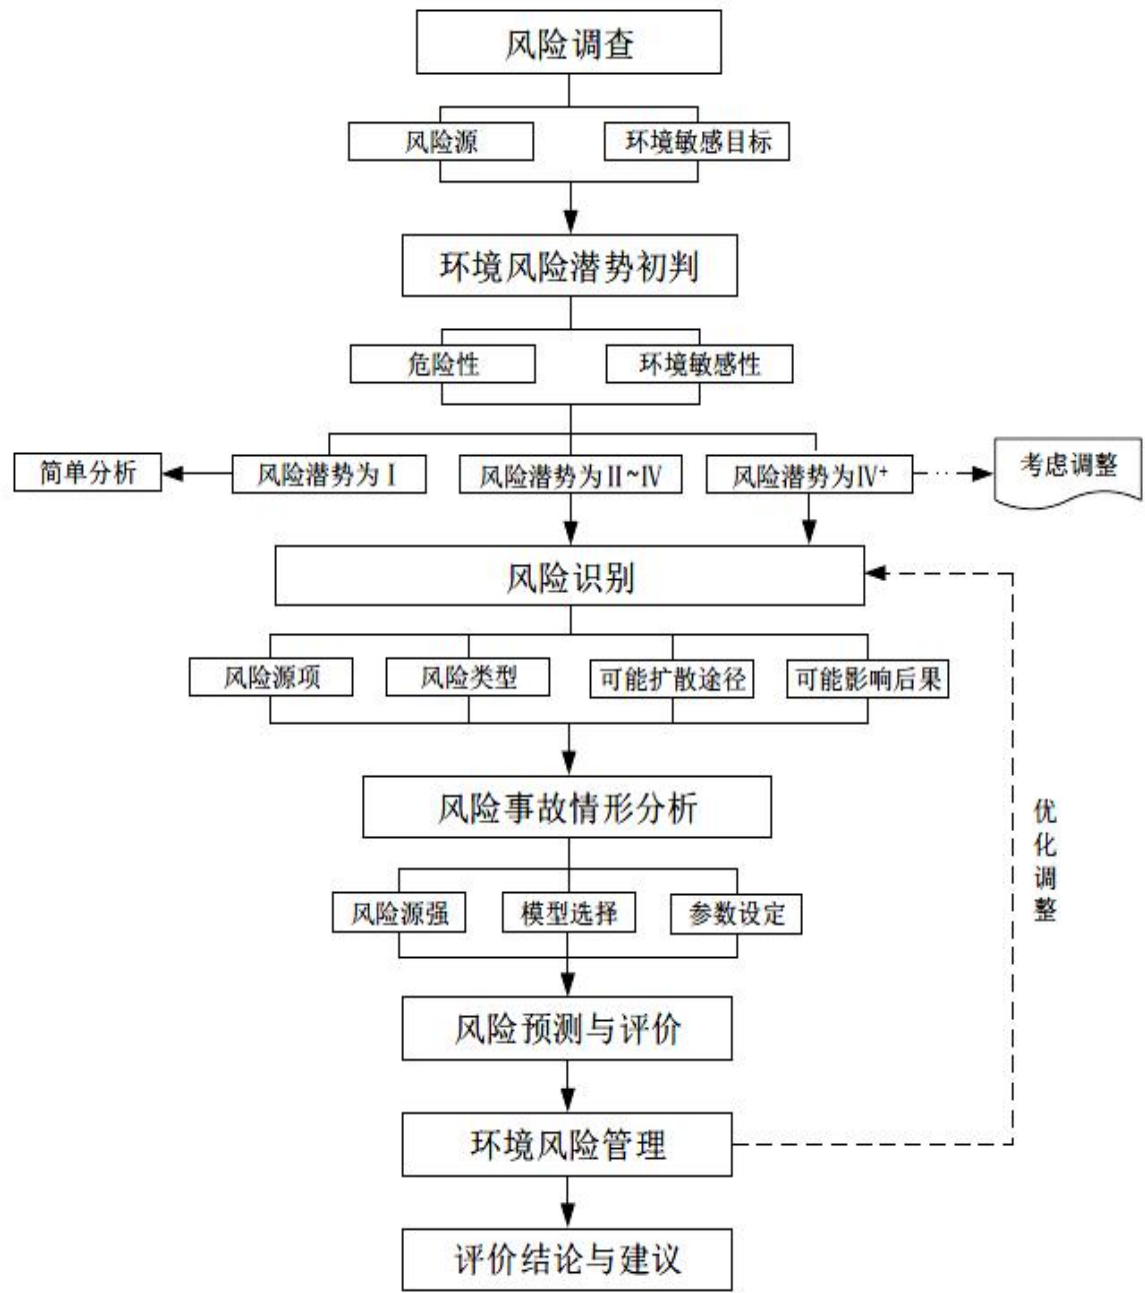 风险调查
风险源
环境敏感目标
环境风险潜势初判
危险性
环境敏感性
简单分析
风险潜势为Ⅰ
风险潜势为Ⅱ~Ⅳ
风险潜势为Ⅳ⁺
考虑调整
风险识别
风险源项
风险类型
可能扩散途径
可能影响后果
风险事故情形分析
优化调整
风险源强
模型选择
参数设定
风险预测与评价
环境风险管理
评价结论与建议